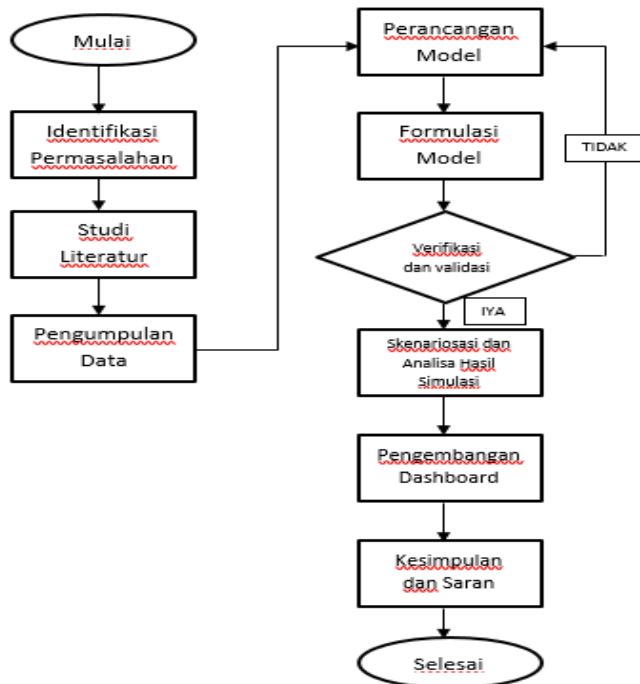 Mulai
Identifikasi
Permasalahan
Studi
Literatur
Pengumpulan
Data
Perancangan
Model
Formulasi
Model
TIDAK
Verifikasi
dan validasi
IYA
Skenariosasi dan
Analisa Hasil
Simulasi
Pengembangan
Dashboard
Kesimpulan
dan Saran
Selesai